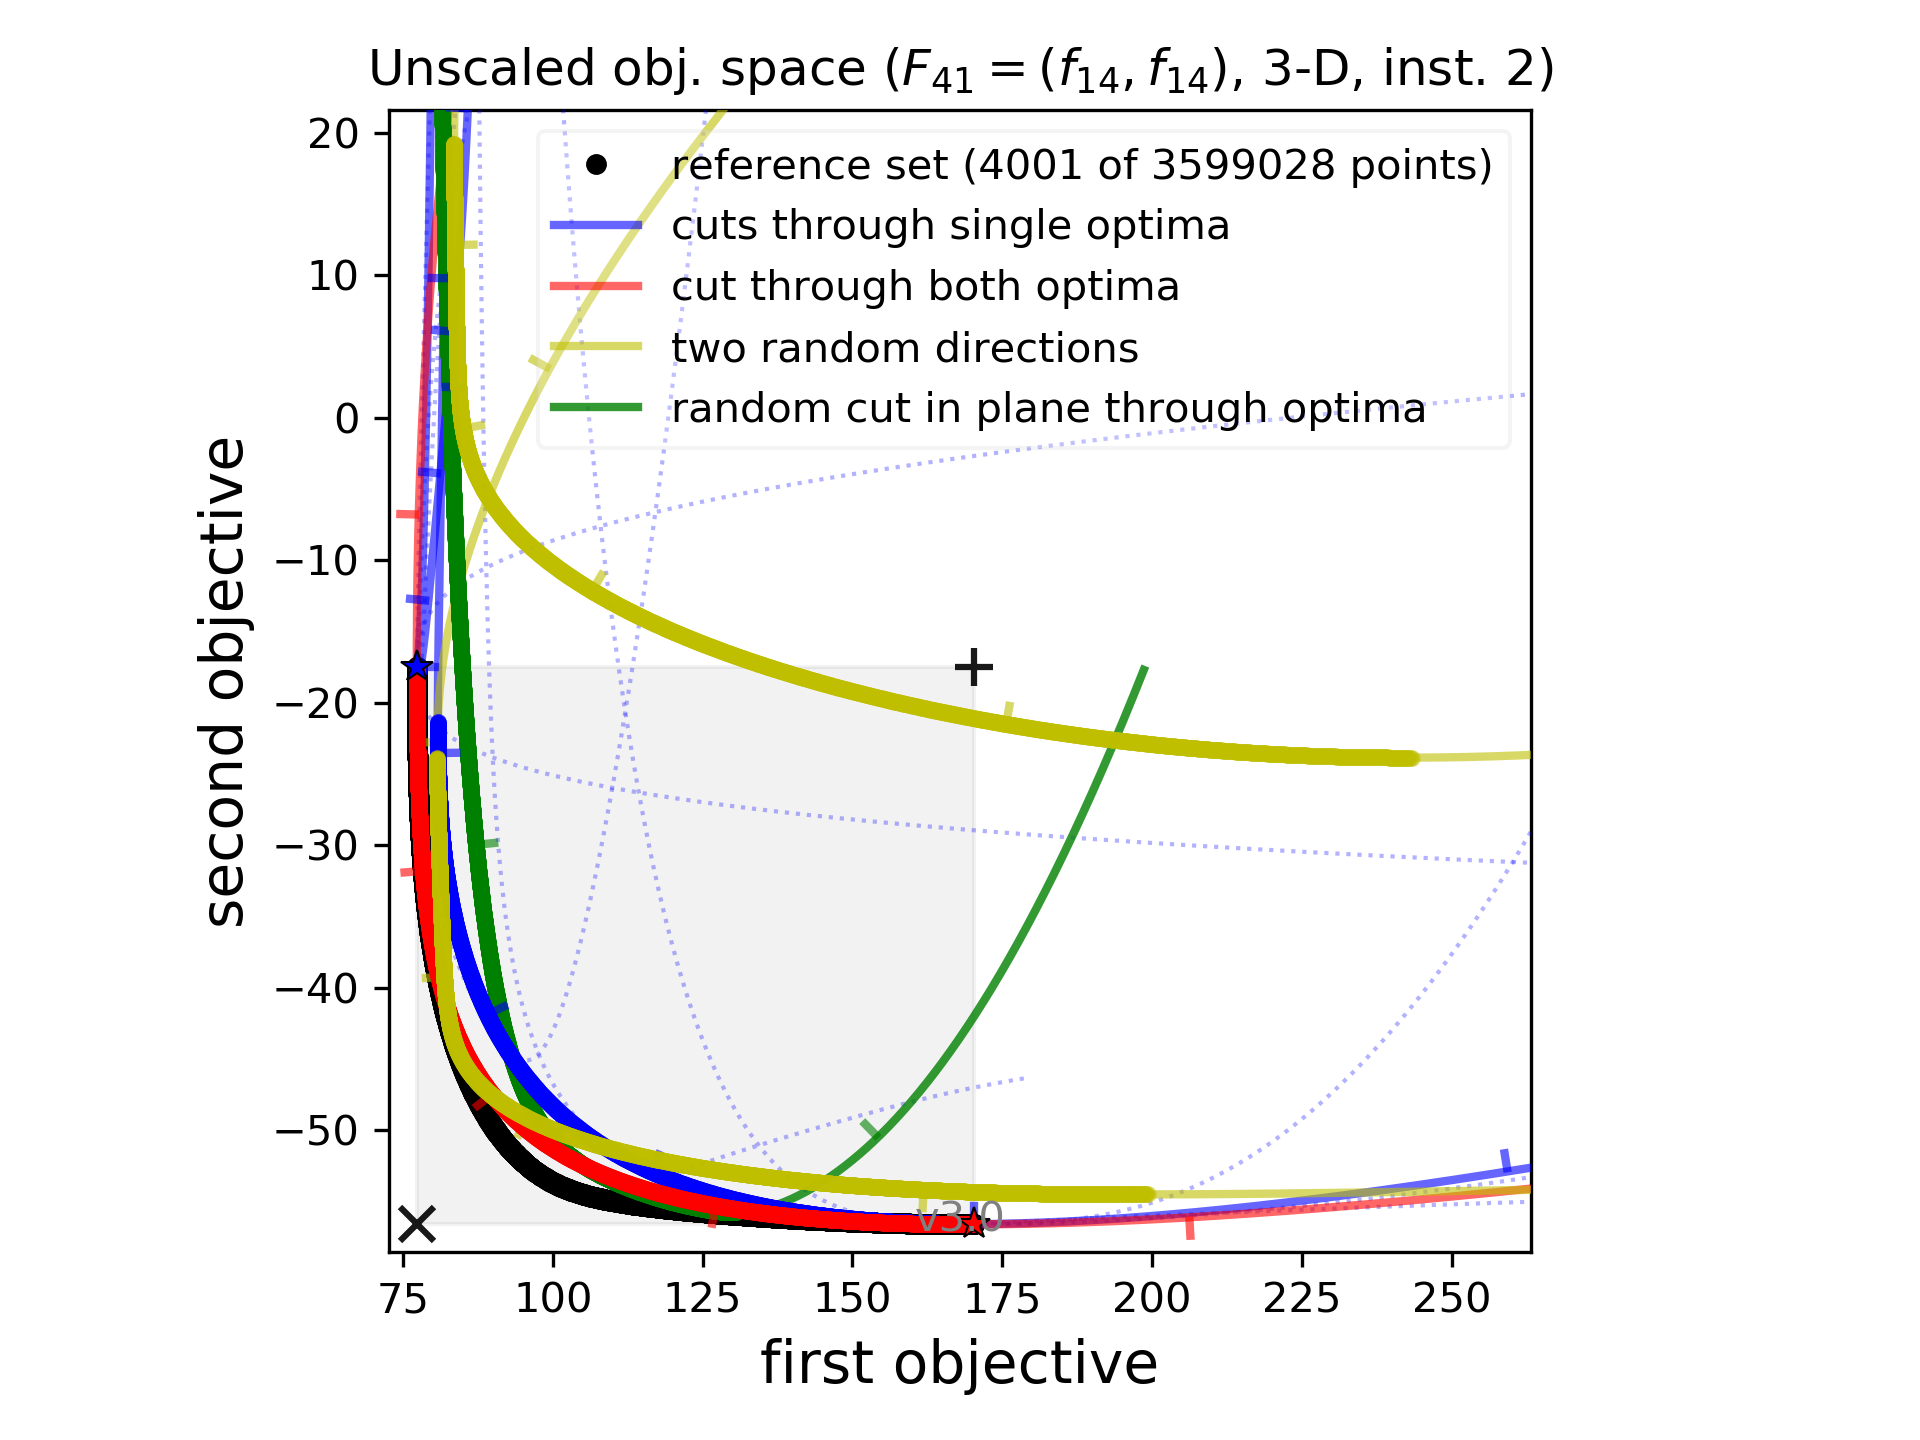 Unscaled obj. space (F₄₁ = (f₁₄, f₁₄), 3-D, inst. 2)
reference set (4001 of 3599028 points)
cuts through single optima
cut through both optima
two random directions
random cut in plane through optima
20
10
0
−10
−20
−30
−40
−50
second objective
v3.0
75 100 125 150 175 200 225 250
first objective